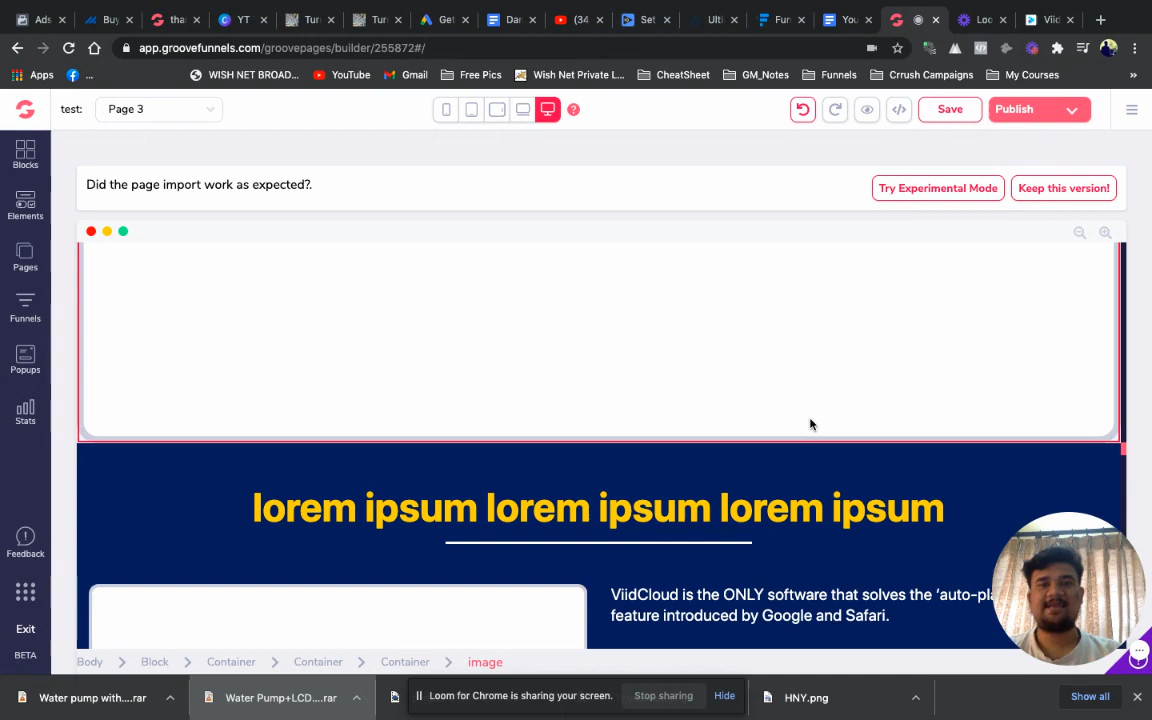 Ads
Buy
tha
YT
Tur
Tur
Get
Dar
(34
Set
Ulti
Fun
You
Loo
Viid
app.groovefunnels.com/groovepages/builder/255872#/
Apps
...
WISH NET BROAD...
YouTube
Gmail
Free Pics
Wish Net Private L...
CheatSheet
GM_Notes
Funnels
Crrush Campaigns
My Courses
»
test:
Page 3
?
</>
Save
Publish
Blocks
Elements
Pages
Funnels
Popups
Stats
Feedback
Exit
BETA
Did the page import work as expected?.
Try Experimental Mode
Keep this version!
lorem ipsum lorem ipsum lorem ipsum
ViidCloud is the ONLY software that solves the 'auto-pla
feature introduced by Google and Safari.
Body
Block
Container
Container
Container
image
Water pump with....rar
Water Pump+LCD....rar
Loom for Chrome is sharing your screen.
Stop sharing
Hide
HNY.png
Show all